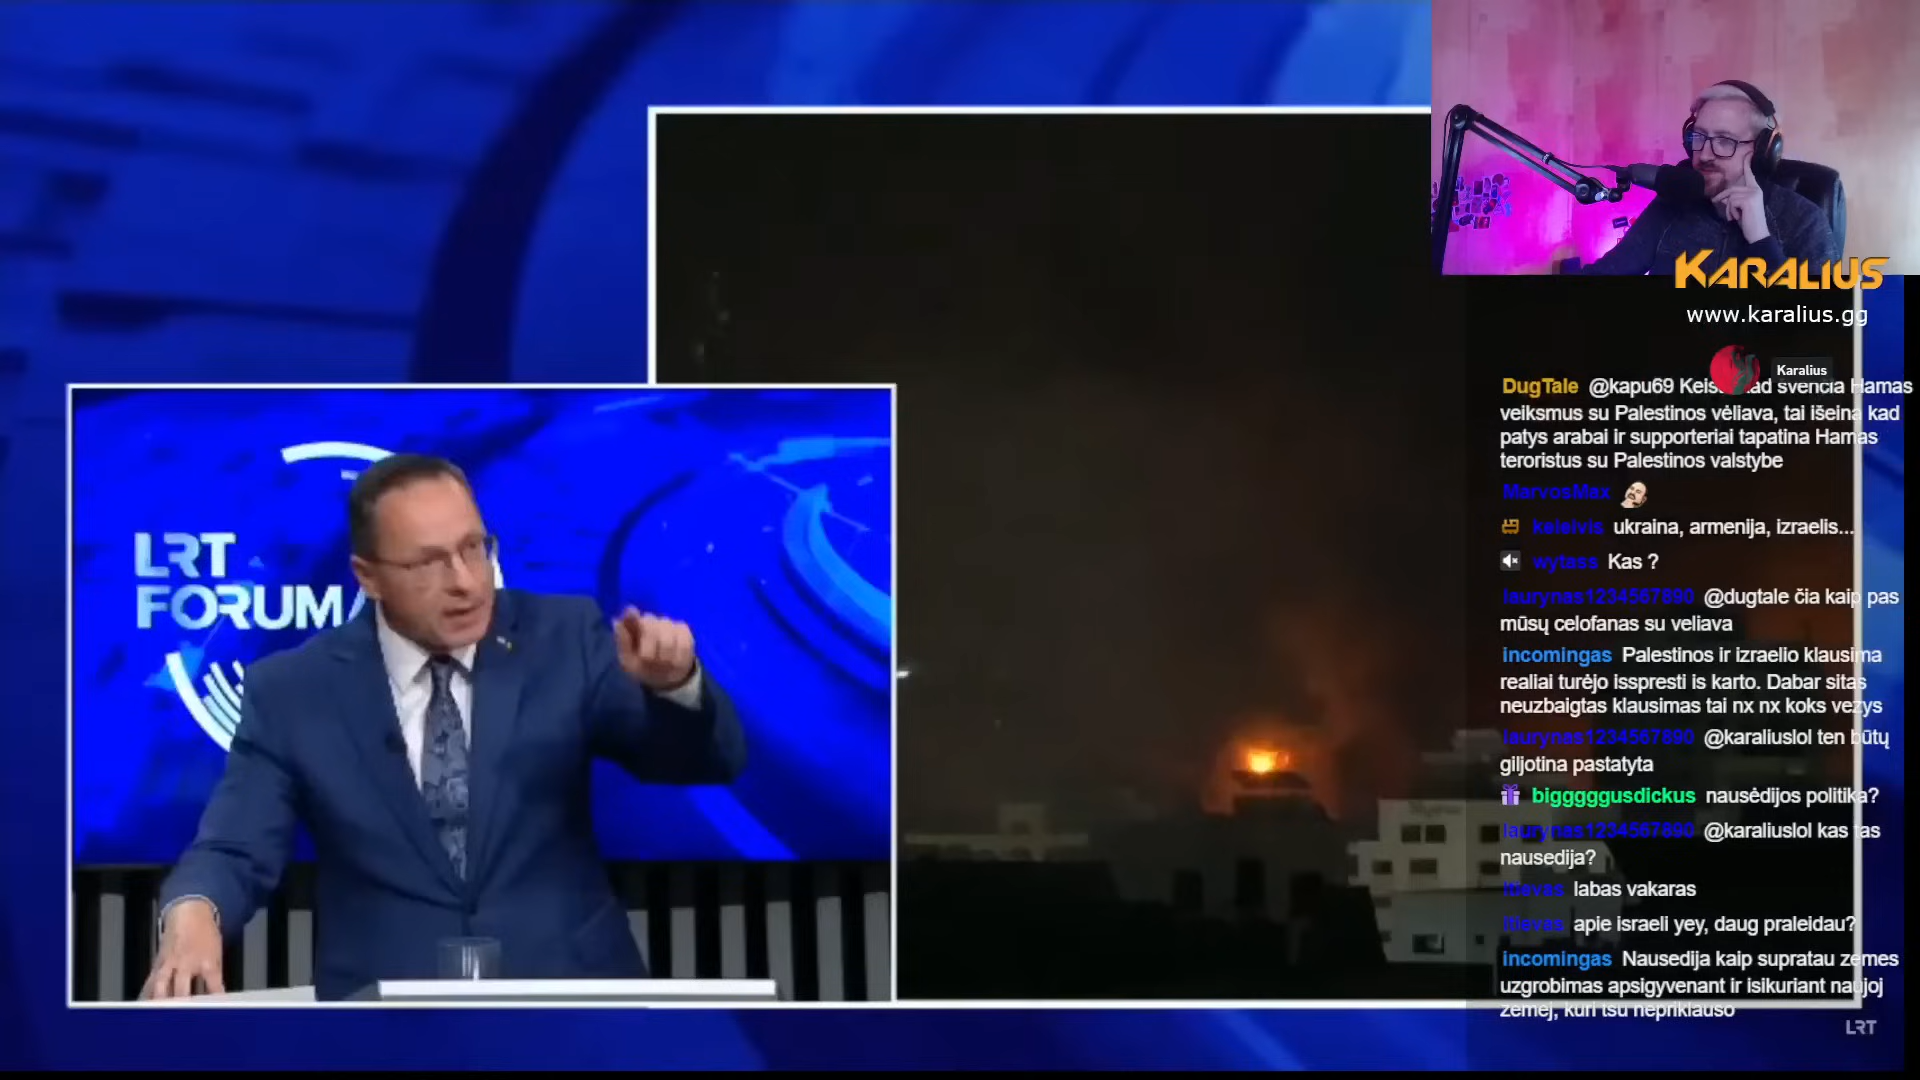 LRT
FORUMA
KARALIUS
www.karalius.gg
Karalius
DugTale @kapu69 ad švenčia Hamas
veiksmus su Palestinos vėliava, tai išeina kad
patys arabai ir supporteriai tapatina Hamas
teroristus su Palestinos valstybe
MarvosMax
keleivis ukraina, armenija, izraelis...
wytass Kas ?
laurynas1234567890 @dugtale čia kaip pas
mūsų celofanas su veliava
incomingas Palestinos ir izraelio klausima
realiai turėjo isspresti is karto. Dabar sitas
neuzbaigtas klausimas tai nx nx koks vezys
laurynas1234567890 @karaliuslol ten būtų
giljotina pastatyta
bigggggusdickus nausėdijos politika?
laurynas1234567890 @karaliuslol kas tas
nausedija?
itievas labas vakaras
itievas apie israeli yey, daug praleidau?
incomingas Nausedija kaip supratau zemes
uzgrobimas apsigyvenant ir isikuriant naujoj
zemej, kuri tsu nepriklauso
LRT